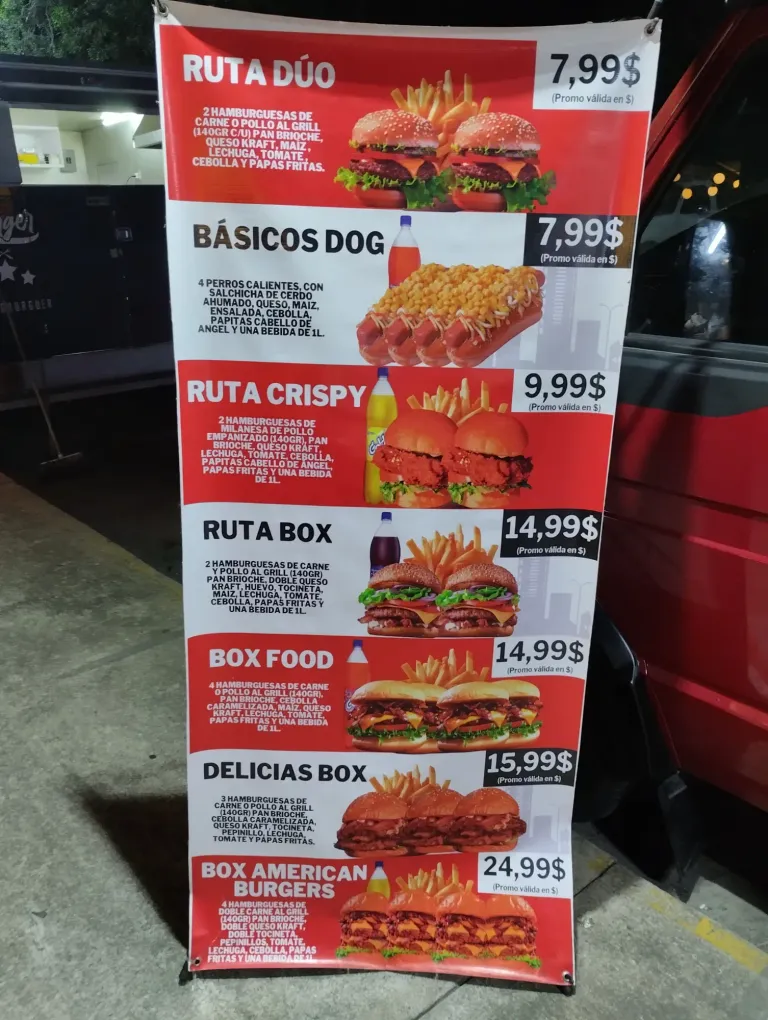 RUTA DÚO
7,99$
(Promo válida en $)
2 HAMBURGUESAS DE
CARNE O POLLO AL GRILL
(140GR C/U) PAN BRIOCHE,
QUESO KRAFT, MAÍZ,
LECHUGA, TOMATE,
CEBOLLA Y PAPAS FRITAS.
BÁSICOS DOG
7,99$
(Promo válida en $)
4 PERROS CALIENTES, CON
SALCHICHA DE CERDO
AHUMADO, QUESO, MAIZ,
ENSALADA, CEBOLLA,
PAPITAS CABELLO DE
ANGEL Y UNA BEBIDA DE 1L.
RUTA CRISPY
9,99$
(Promo válida en $)
2 HAMBURGUESAS DE
MILANESA DE POLLO
EMPANIZADO (140GR), PAN
BRIOCHE, QUESO KRAFT,
LECHUGA, TOMATE, CEBOLLA,
PAPITAS CABELLO DE ÁNGEL,
PAPAS FRITAS Y UNA BEBIDA
DE 1L.
RUTA BOX
14,99$
(Promo válida en $)
2 HAMBURGUESAS DE CARNE
Y POLLO AL GRILL (140GR)
PAN BRIOCHE, DOBLE QUESO
KRAFT, HUEVO, TOCINETA,
MAIZ, LECHUGA, TOMATE,
CEBOLLA, PAPAS FRITAS Y
UNA BEBIDA DE 1L.
BOX FOOD
14,99$
(Promo válida en $)
4 HAMBURGUESAS DE CARNE
O POLLO AL GRILL (140GR),
PAN BRIOCHE, CEBOLLA
CARAMELIZADA, MAÍZ, QUESO
KRAFT, LECHUGA, TOMATE,
PAPAS FRITAS Y UNA BEBIDA DE
1L.
DELICIAS BOX
15,99$
(Promo válida en $)
3 HAMBURGUESAS DE
CARNE O POLLO AL GRILL
(140GR) PAN BRIOCHE,
CEBOLLA CARAMELIZADA,
QUESO KRAFT, TOCINETA,
PEPINILLO, LECHUGA,
TOMATE Y PAPAS FRITAS.
BOX AMERICAN
BURGERS
24,99$
(Promo válida en $)
4 HAMBURGUESAS DE
DOBLE CARNE AL GRILL
(140GR) PAN BRIOCHE,
DOBLE QUESO KRAFT,
DOBLE TOCINETA,
PEPINILLOS, TOMATE,
LECHUGA, CEBOLLA, PAPAS
FRITAS Y UNA BEBIDA DE 1L.